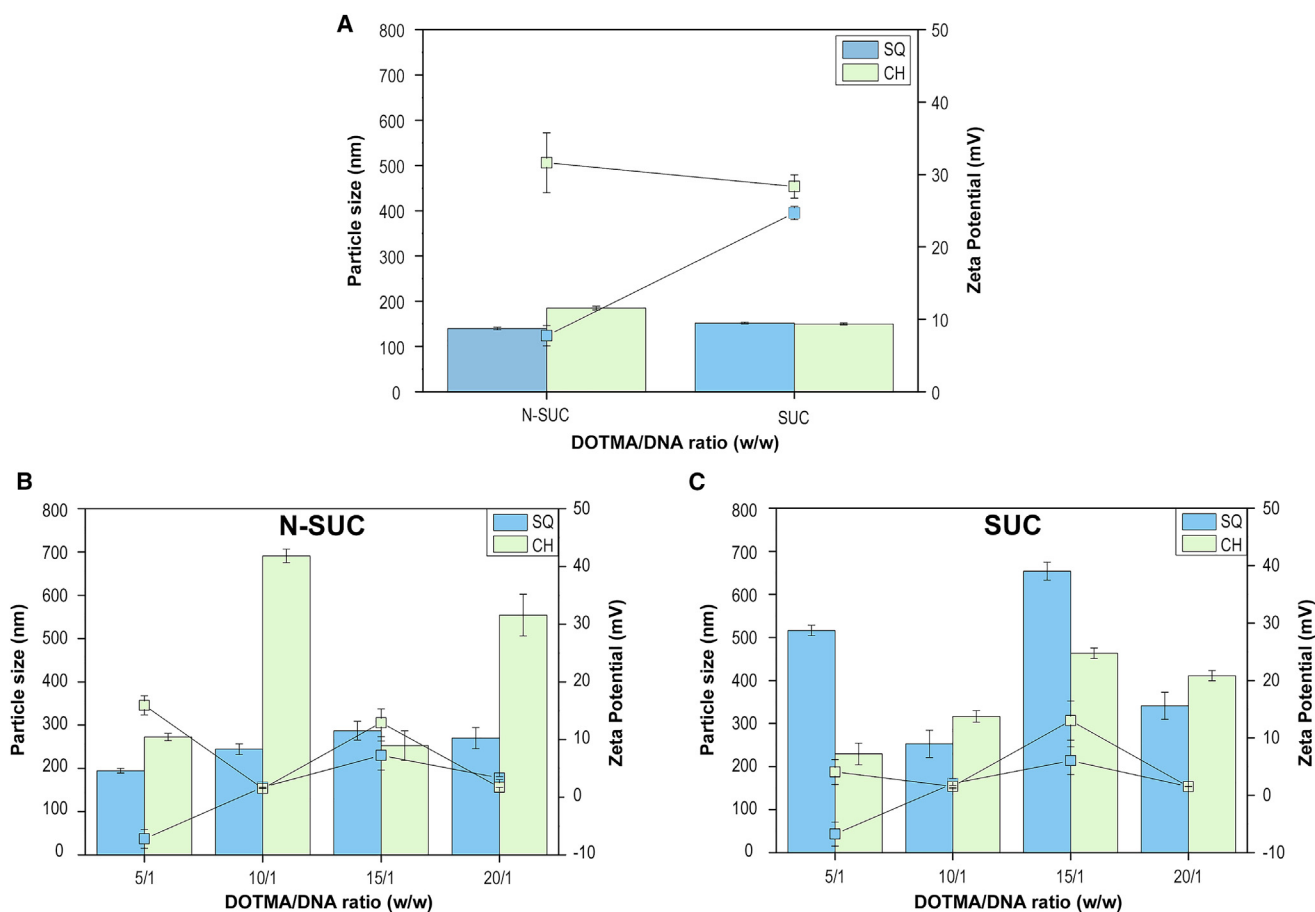 A
SQ
CH
Particle size (nm)
800
700
600
500
400
300
200
100
0
50
40
30
20
10
0
Zeta Potential (mV)
N-SUC
SUC
DOTMA/DNA ratio (w/w)
B
N-SUC
SQ
CH
Particle size (nm)
800
700
600
500
400
300
200
100
0
50
40
30
20
10
0
-10
Zeta Potential (mV)
5/1
10/1
15/1
20/1
DOTMA/DNA ratio (w/w)
C
SUC
SQ
CH
Particle size (nm)
800
700
600
500
400
300
200
100
0
50
40
30
20
10
0
-10
Zeta Potential (mV)
5/1
10/1
15/1
20/1
DOTMA/DNA ratio (w/w)